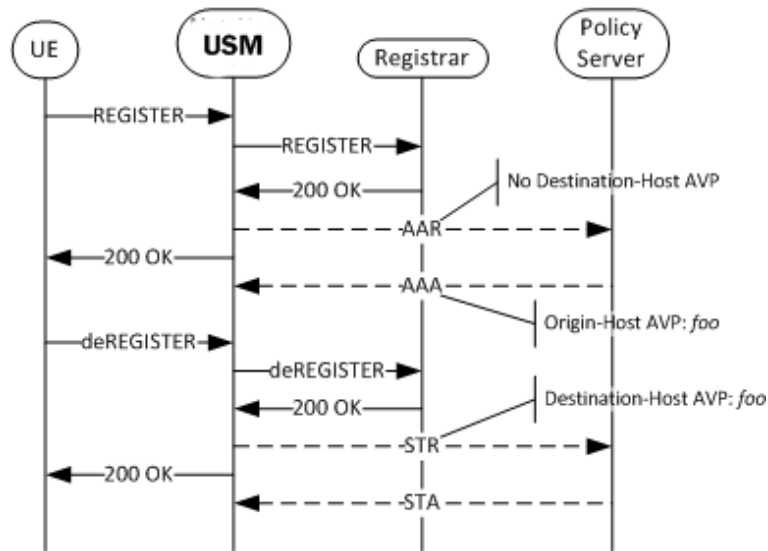 UE
USM
Registrar
Policy
Server
REGISTER
REGISTER
200 OK
No Destination-Host AVP
AAR
200 OK
AAA
Origin-Host AVP: foo
deREGISTER
deREGISTER
200 OK
Destination-Host AVP: foo
STR
200 OK
STA